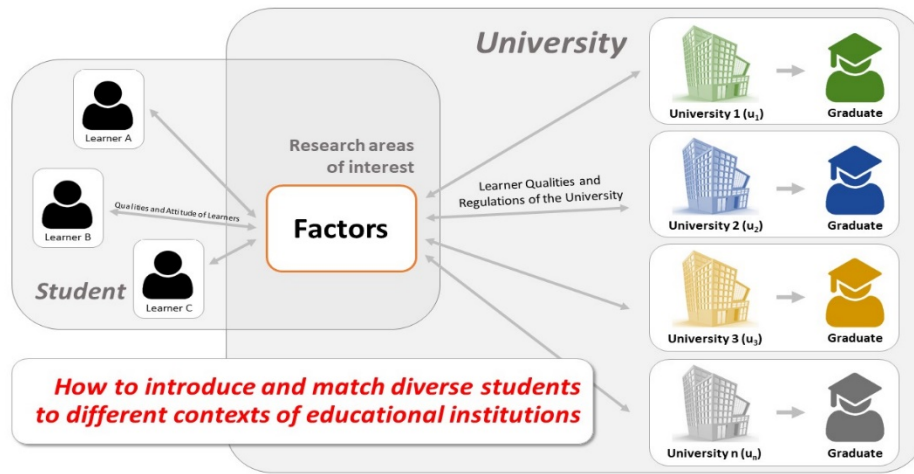 University
Learner A
Learner B
Learner C
Student
Qualities and Attitude of Learners
Research areas
of interest
Factors
Learner Qualities and
Regulations of the University
University 1 (u₁)
Graduate
University 2 (u₂)
Graduate
University 3 (u₃)
Graduate
University n (uₙ)
Graduate
How to introduce and match diverse students
to different contexts of educational institutions